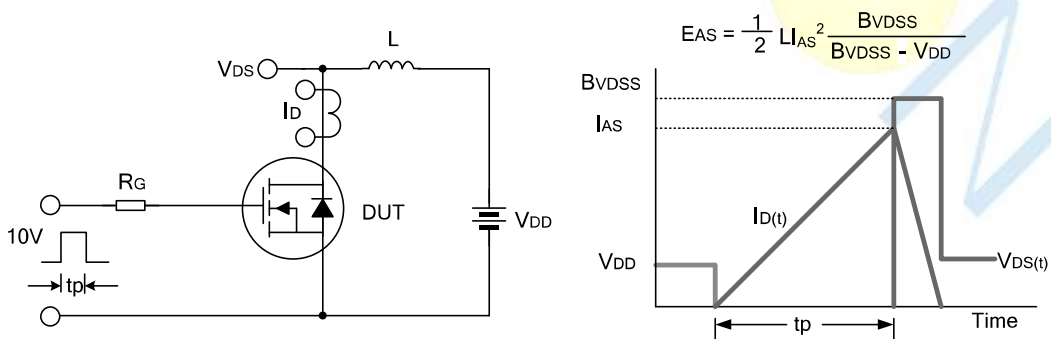 L
VDS
ID
RG
DUT
VDD
10V
tp
EAS = 1/2 LIAS² BVDSS / BVDSS - VDD
BVDSS
IAS
ID(t)
VDD
VDS(t)
tp
Time